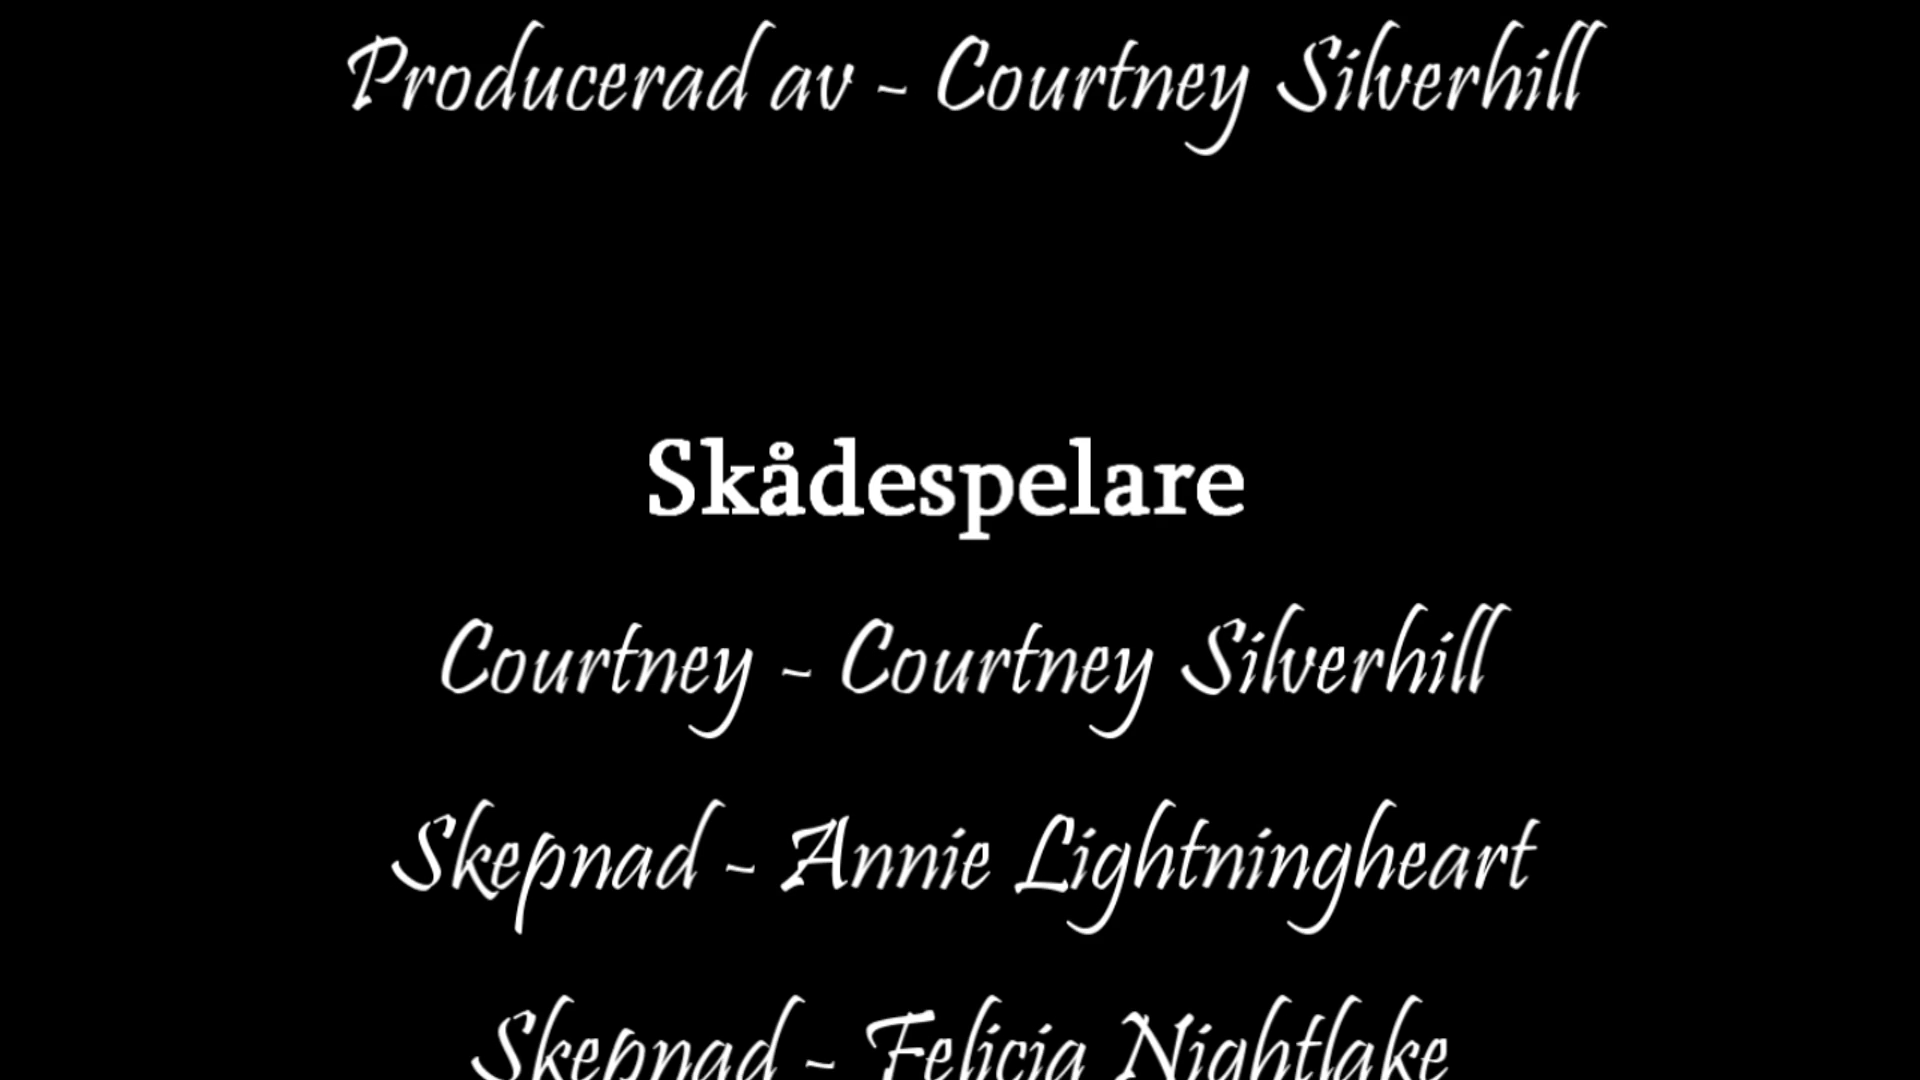 Producerad av - Courtney Silverhill
Skådespelare
Courtney - Courtney Silverhill
Skepnad - Annie Lightningheart
Skepnad - Felicia Nightlake